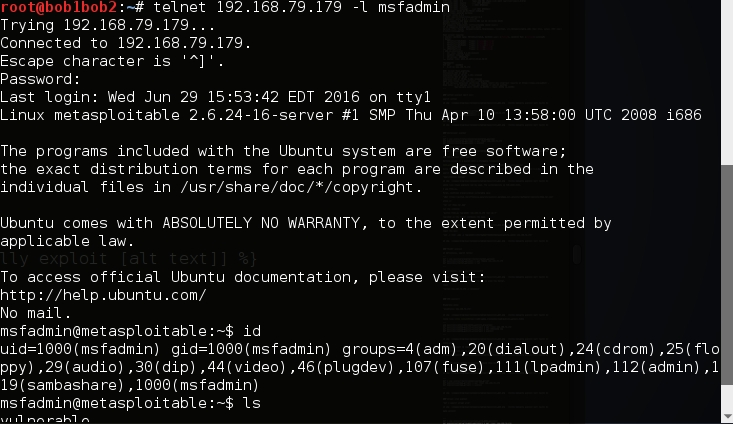 root@bob1bob2:~# telnet 192.168.79.179 -l msfadmin
Trying 192.168.79.179...
Connected to 192.168.79.179.
Escape character is '^]'.
Password:
Last login: Wed Jun 29 15:53:42 EDT 2016 on tty1
Linux metasploitable 2.6.24-16-server #1 SMP Thu Apr 10 13:58:00 UTC 2008 i686
The programs included with the Ubuntu system are free software;
the exact distribution terms for each program are described in the
individual files in /usr/share/doc/*/copyright.
Ubuntu comes with ABSOLUTELY NO WARRANTY, to the extent permitted by
applicable law.
lly exploit [alt text]] %}
To access official Ubuntu documentation, please visit:
http://help.ubuntu.com/
No mail.
msfadmin@metasploitable:~$ id
uid=1000(msfadmin) gid=1000(msfadmin) groups=4(adm),20(dialout),24(cdrom),25(flo
ppy),29(audio),30(dip),44(video),46(plugdev),107(fuse),111(lpadmin),112(admin),1
19(sambashare),1000(msfadmin)
msfadmin@metasploitable:~$ ls
vulnerable